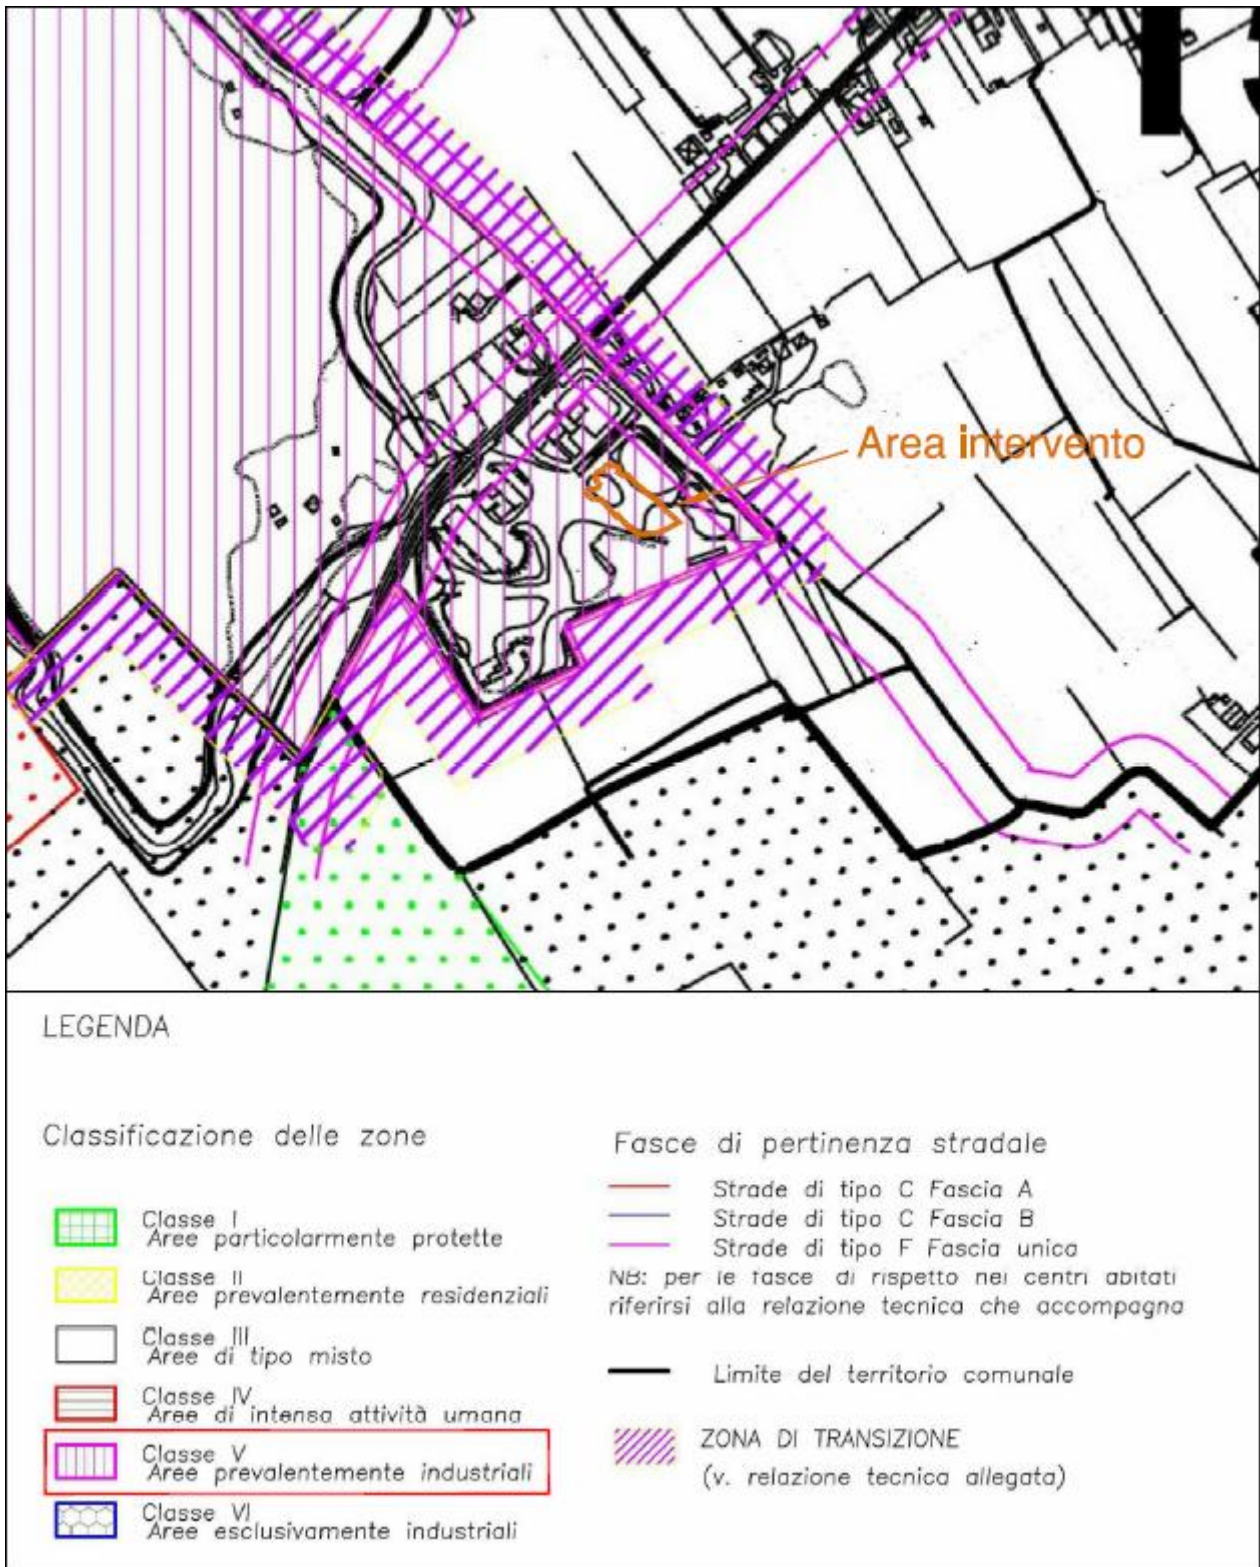 Area intervento
LEGENDA
Classificazione delle zone
Classe I
Aree particolarmente protette
Classe II
Aree prevalentemente residenziali
Classe III
Aree di tipo misto
Classe IV
Aree di intensa attività umana
Classe V
Aree prevalentemente industriali
Classe VI
Aree esclusivamente industriali
Fasce di pertinenza stradale
Strade di tipo C Fascia A
Strade di tipo C Fascia B
Strade di tipo F Fascia unica
NB: per le fasce di rispetto nei centri abitati
riferirsi alla relazione tecnica che accompagna
Limite del territorio comunale
ZONA DI TRANSIZIONE
(v. relazione tecnica allegata)